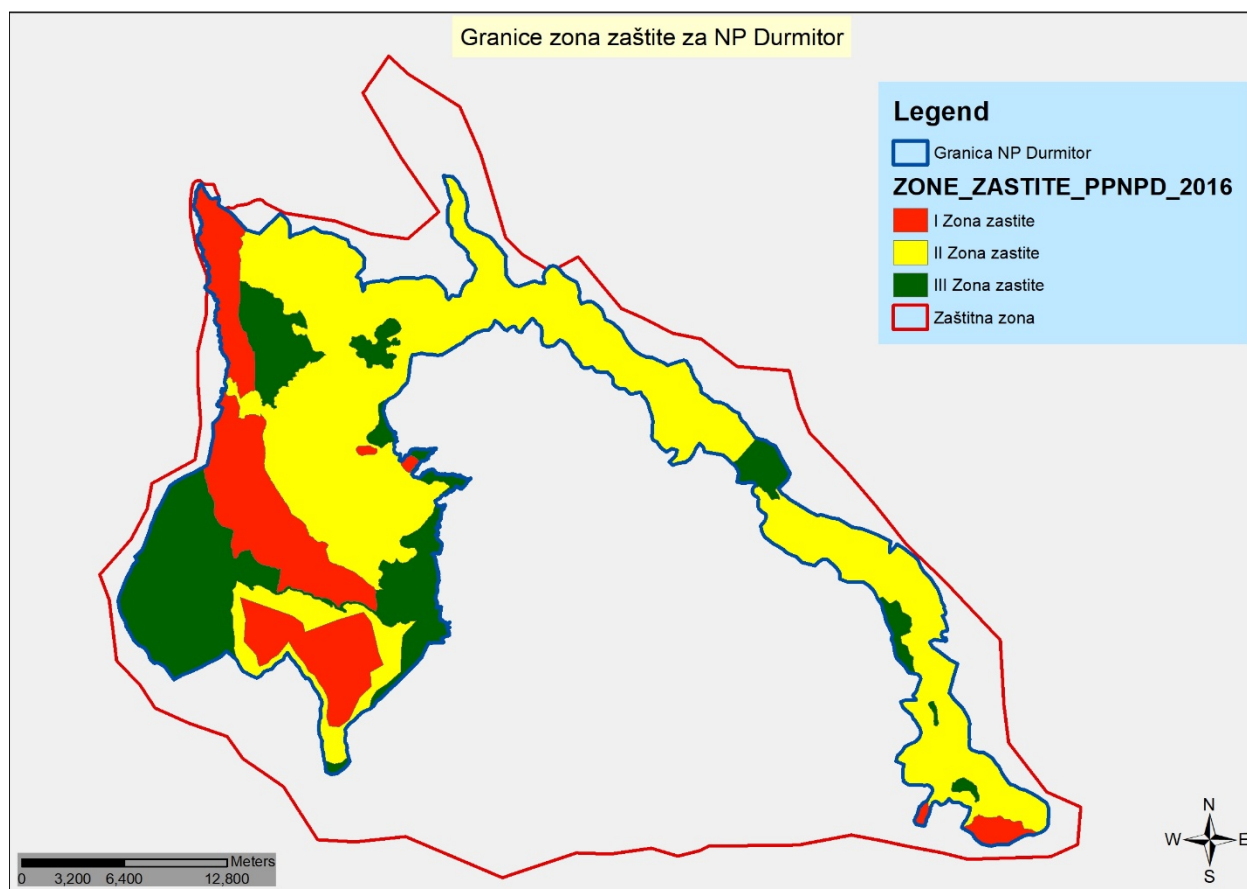 Granice zona zaštite za NP Durmitor
Legend
Granica NP Durmitor
ZONE_ZASTITE_PPNPD_2016
I Zona zastite
II Zona zastite
III Zona zastite
Zaštitna zona
N
W E
S
Meters
0 3,200 6,400 12,800